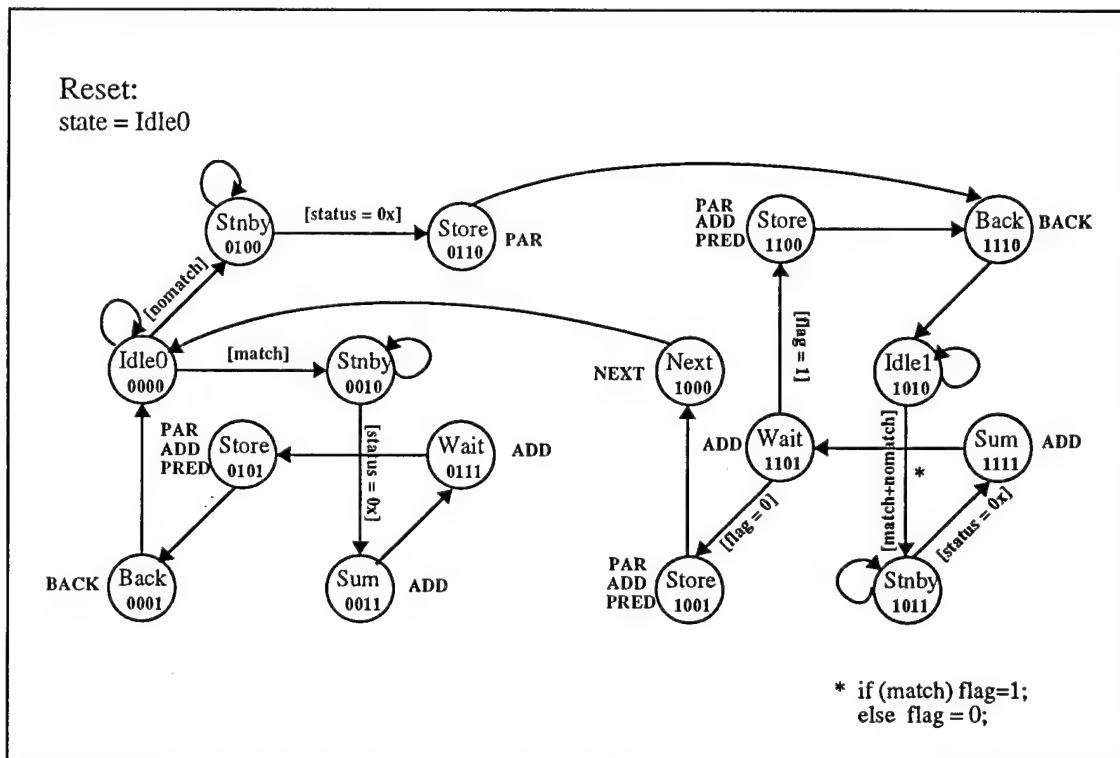 Reset:
state = Idle0
Stnby
0100
[status = 0x]
Store
0110
PAR
PAR
ADD
PRED
Store
1100
Back
1110
BACK
[nomatch]
Idle0
0000
[match]
Stnby
0010
NEXT
Next
1000
[flag = 1]
Idle1
1010
PAR
ADD
PRED
Store
0101
[status = 0x]
Wait
0111
ADD
ADD
Wait
1101
[match+nomatch]
*
Sum
1111
ADD
[flag = 0]
[status = 0x]
BACK
Back
0001
Sum
0011
ADD
PAR
ADD
PRED
Store
1001
Stnby
1011
* if (match) flag=1;
else flag = 0;